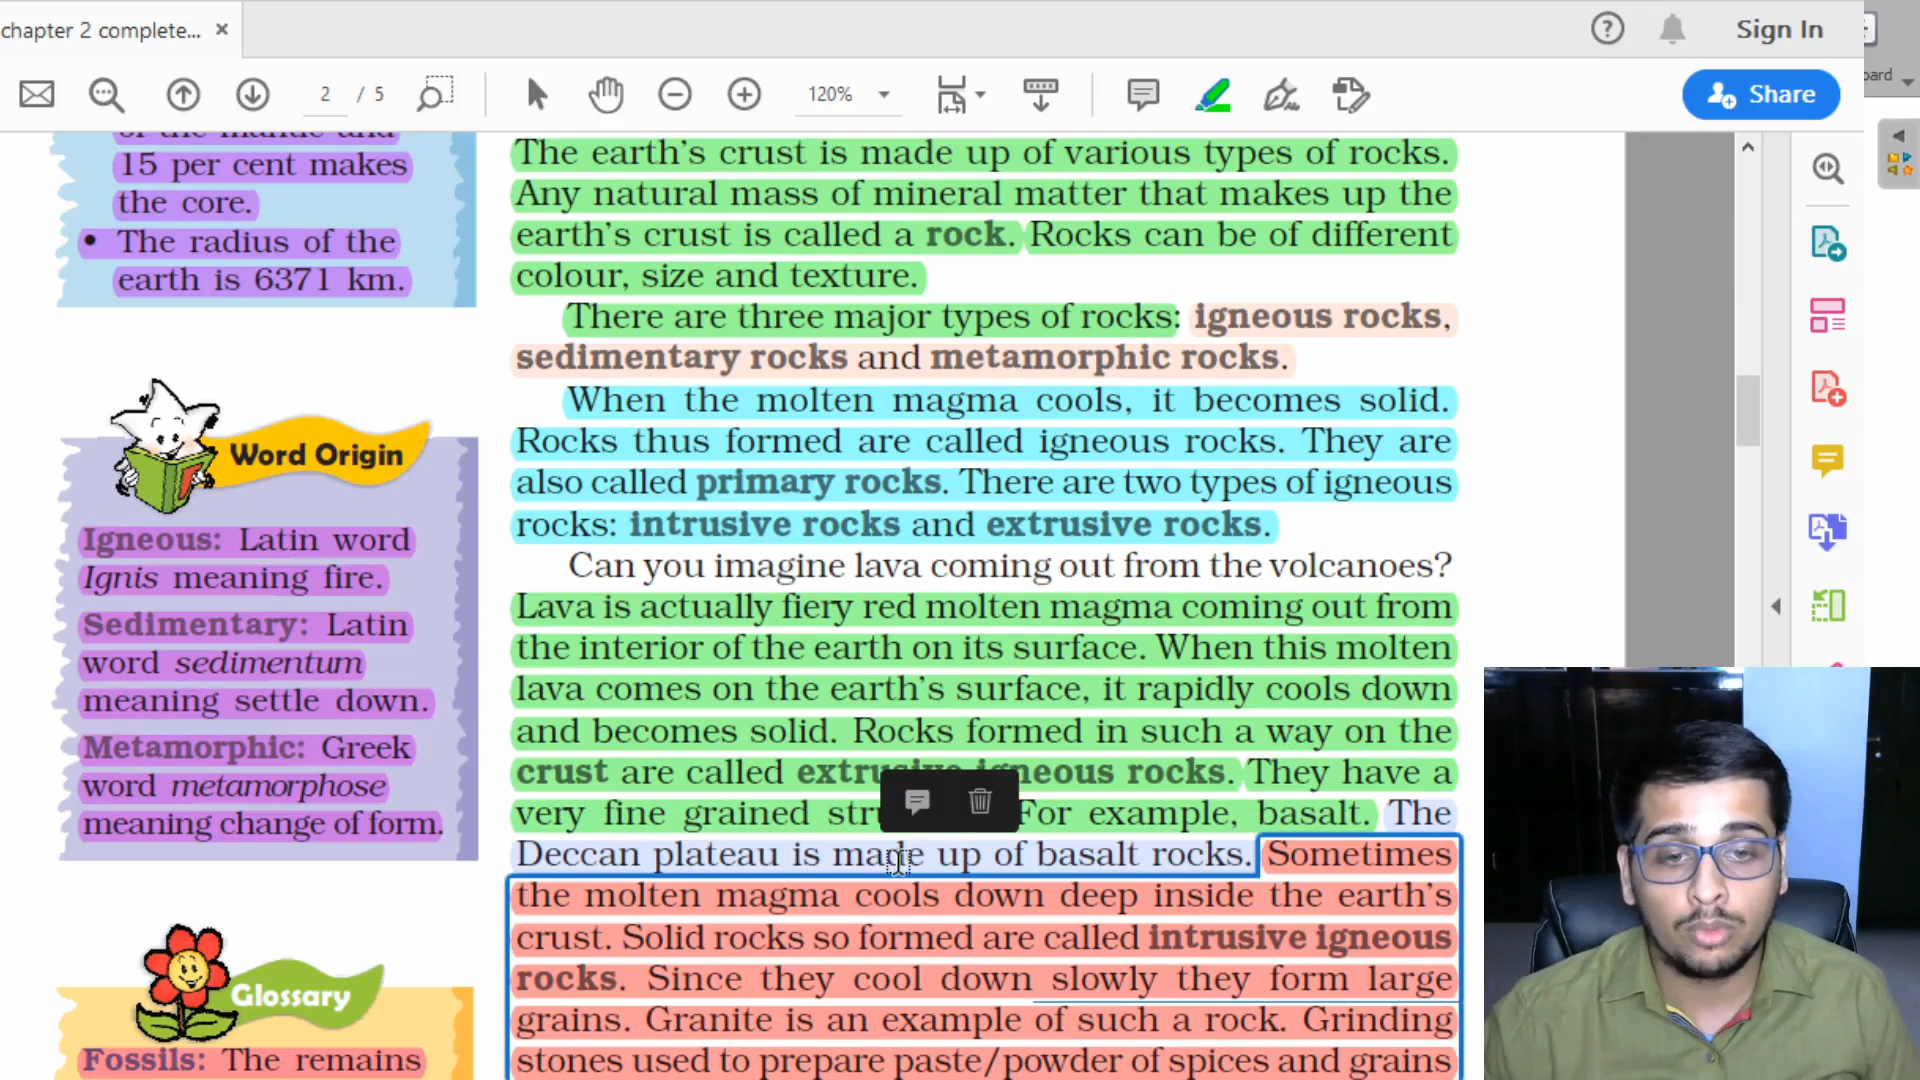 chapter 2 complete...
Sign In
2 / 5
120%
Share
of the mantle and
15 per cent makes
the core.
• The radius of the
earth is 6371 km.
Word Origin
Igneous: Latin word
Ignis meaning fire.
Sedimentary: Latin
word sedimentum
meaning settle down.
Metamorphic: Greek
word metamorphose
meaning change of form.
Glossary
Fossils: The remains
The earth's crust is made up of various types of rocks.
Any natural mass of mineral matter that makes up the
earth's crust is called a rock. Rocks can be of different
colour, size and texture.
There are three major types of rocks: igneous rocks,
sedimentary rocks and metamorphic rocks.
When the molten magma cools, it becomes solid.
Rocks thus formed are called igneous rocks. They are
also called primary rocks. There are two types of igneous
rocks: intrusive rocks and extrusive rocks.
Can you imagine lava coming out from the volcanoes?
Lava is actually fiery red molten magma coming out from
the interior of the earth on its surface. When this molten
lava comes on the earth's surface, it rapidly cools down
and becomes solid. Rocks formed in such a way on the
crust are called extrusive igneous rocks. They have a
very fine grained For example, basalt. The
Deccan plateau is made up of basalt rocks. Sometimes
the molten magma cools down deep inside the earth's
crust. Solid rocks so formed are called intrusive igneous
rocks. Since they cool down slowly they form large
grains. Granite is an example of such a rock. Grinding
stones used to prepare paste/powder of spices and grains